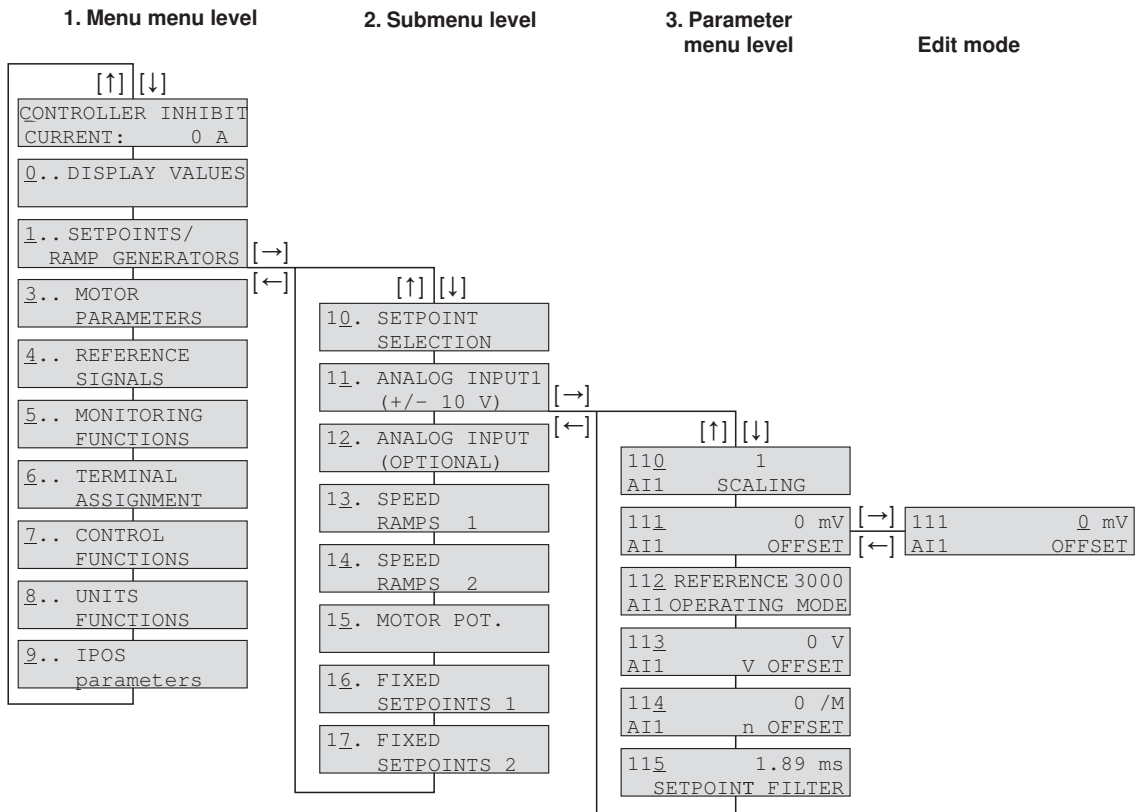 1. Menu menu level
2. Submenu level
3. Parameter
menu level
Edit mode
[↑] [↓]
CONTROLLER INHIBIT
CURRENT: 0 A
0.. DISPLAY VALUES
1.. SETPOINTS/
RAMP GENERATORS
[→]
[←]
3.. MOTOR
PARAMETERS
4.. REFERENCE
SIGNALS
5.. MONITORING
FUNCTIONS
6.. TERMINAL
ASSIGNMENT
7.. CONTROL
FUNCTIONS
8.. UNITS
FUNCTIONS
9.. IPOS
parameters
[↑] [↓]
10. SETPOINT
SELECTION
11. ANALOG INPUT1
(+/- 10 V)
[→]
[←]
12. ANALOG INPUT
(OPTIONAL)
13. SPEED
RAMPS 1
14. SPEED
RAMPS 2
15. MOTOR POT.
16. FIXED
SETPOINTS 1
17. FIXED
SETPOINTS 2
[↑] [↓]
110 1
AI1 SCALING
111 0 mV
AI1 OFFSET
[→]
[←]
111 0 mV
AI1 OFFSET
112 REFERENCE 3000
AI1 OPERATING MODE
113 0 V
AI1 V OFFSET
114 0 /M
AI1 n OFFSET
115 1.89 ms
SETPOINT FILTER